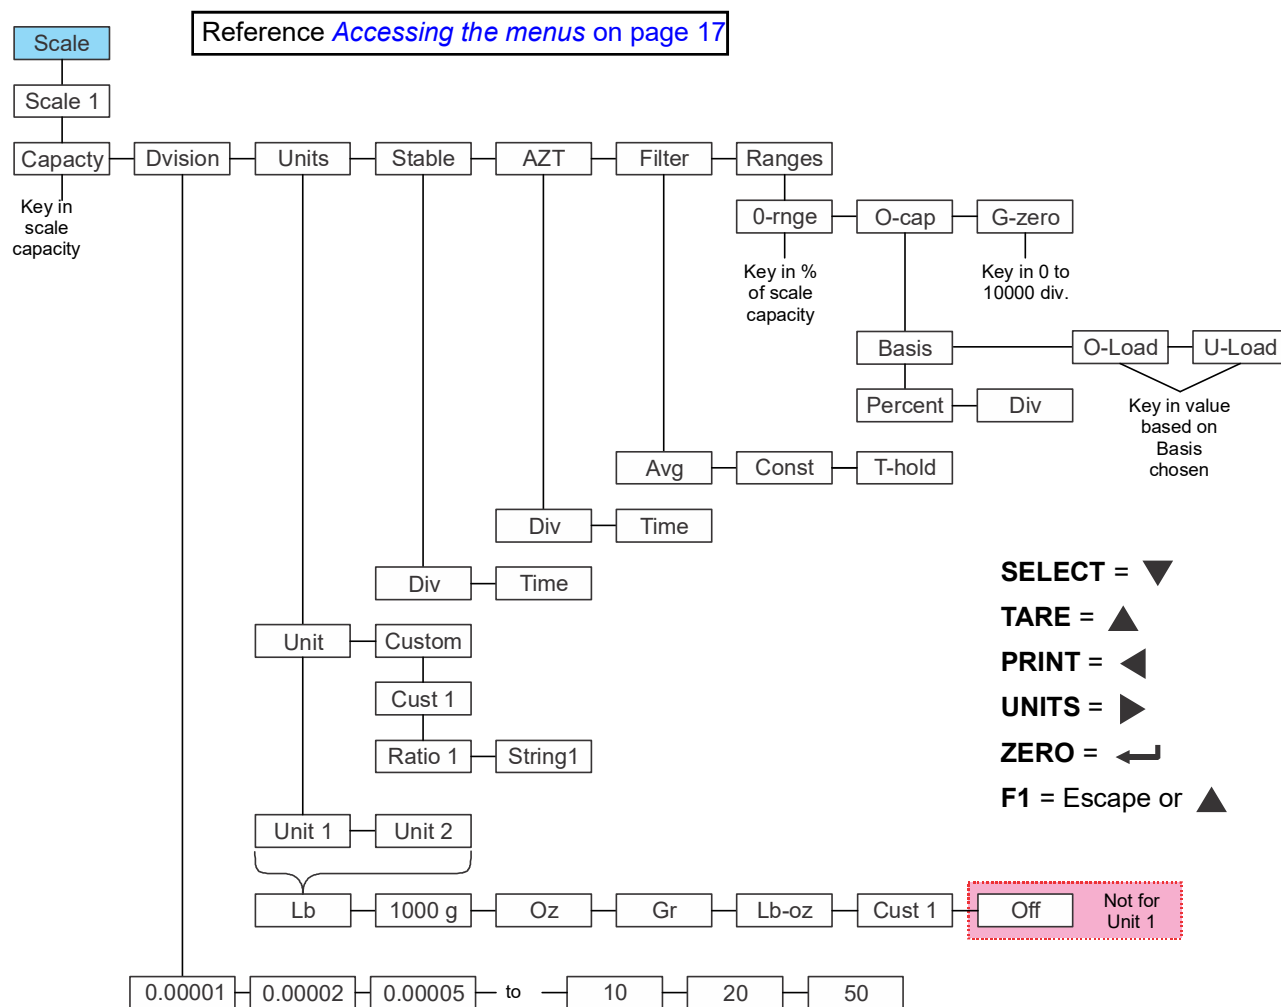 Reference Accessing the menus on page 17
Scale
Scale 1
Capacty
Dvision
Units
Stable
AZT
Filter
Ranges
Key in
scale
capacity
0-rnge
O-cap
G-zero
Key in %
of scale
capacity
Key in 0 to
10000 div.
Basis
O-Load
U-Load
Percent
Div
Key in value
based on
Basis
chosen
Avg
Const
T-hold
Div
Time
Div
Time
Unit
Custom
Cust 1
Ratio 1
String1
Unit 1
Unit 2
Lb
1000 g
Oz
Gr
Lb-oz
Cust 1
Off
Not for
Unit 1
0.00001
0.00002
0.00005
to
10
20
50
SELECT = ▼
TARE = ▲
PRINT = ◀
UNITS = ▶
ZERO = ↵
F1 = Escape or ▲